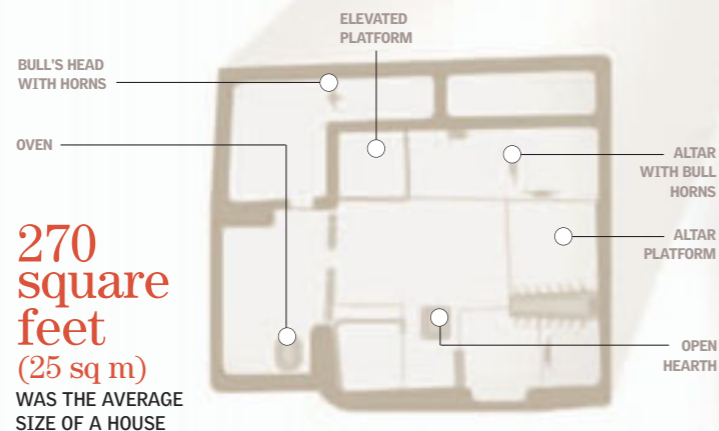 ELEVATED
PLATFORM
BULL'S HEAD
WITH HORNS
OVEN
ALTAR
WITH BULL
HORNS
ALTAR
PLATFORM
OPEN
HEARTH
270
square
feet
(25 sq m)
WAS THE AVERAGE
SIZE OF A HOUSE